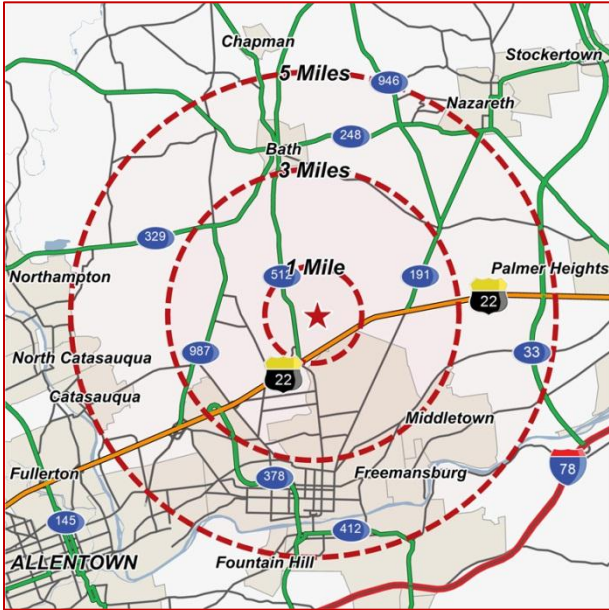 Chapman
Stockertown
5 Miles
946
Nazareth
248
Bath
3 Miles
329
1 Mile
Northampton
512
191
Palmer Heights
22
North Catasauqua
987
33
22
Catasauqua
Middletown
Fullerton
378
Freemansburg
78
145
412
ALLENTOWN
Fountain Hill